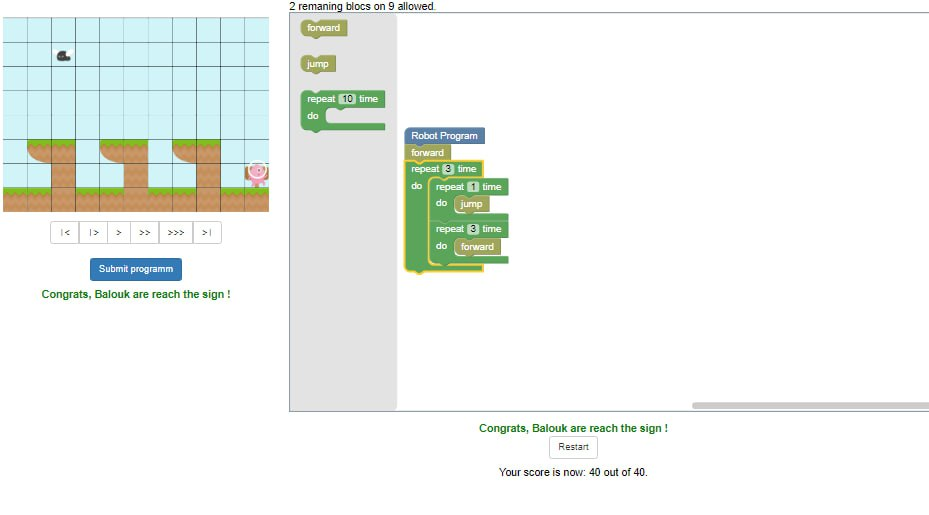 2 remaning blocs on 9 allowed.
forward
jump
repeat 10 time
do
Robot Program
forward
repeat 3 time
do
repeat 1 time
do jump
repeat 3 time
do forward
|< |> > >> >>> >|
Submit programm
Congrats, Balouk are reach the sign !
Congrats, Balouk are reach the sign !
Restart
Your score is now: 40 out of 40.